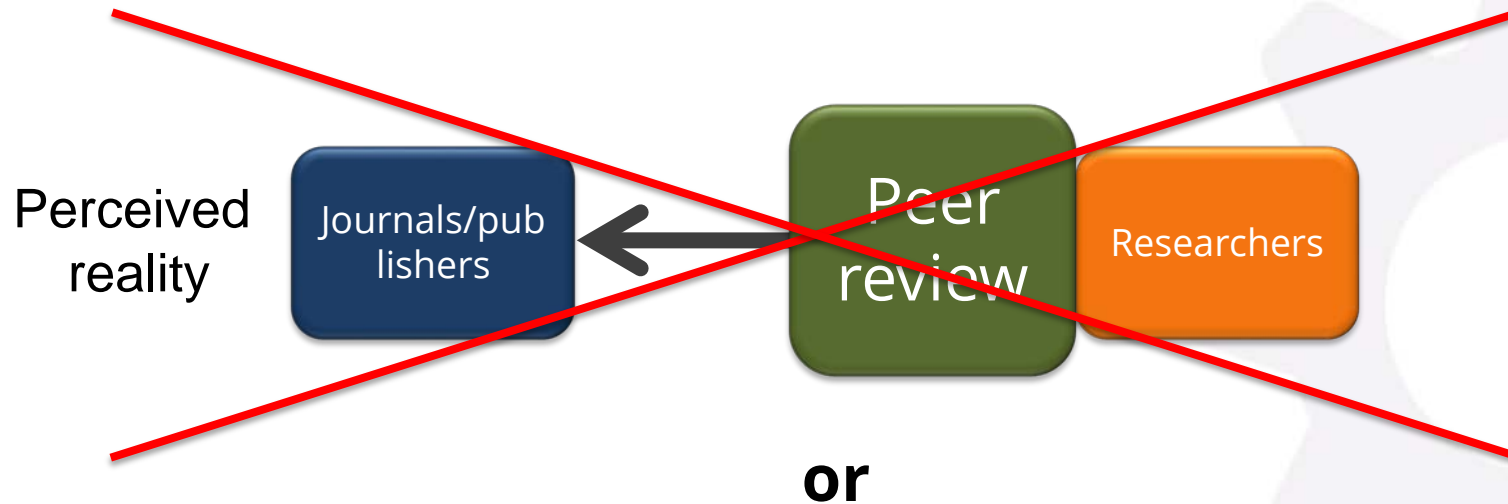 Perceived
reality
Journals/pub
lishers
Peer
review
Researchers
or